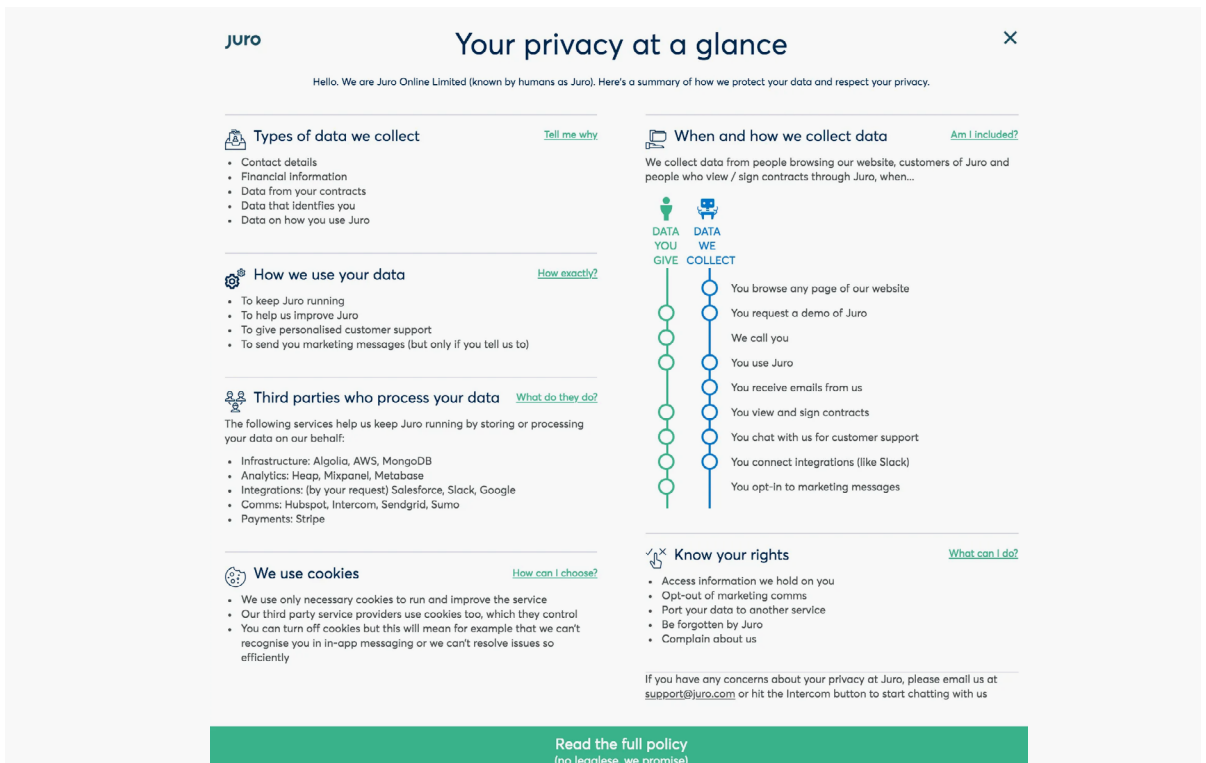 Juro
Your privacy at a glance
Hello. We are Juro Online Limited (known by humans as Juro). Here's a summary of how we protect your data and respect your privacy.
Types of data we collect
Tell me why
• Contact details
• Financial information
• Data from your contracts
• Data that identfies you
• Data on how you use Juro
How we use your data
How exactly?
• To keep Juro running
• To help us improve Juro
• To give personalised customer support
• To send you marketing messages (but only if you tell us to)
Third parties who process your data
What do they do?
The following services help us keep Juro running by storing or processing
your data on our behalf:
• Infrastructure: Algolia, AWS, MongoDB
• Analytics: Heap, Mixpanel, Metabase
• Integrations: (by your request) Salesforce, Slack, Google
• Comms: Hubspot, Intercom, Sendgrid, Sumo
• Payments: Stripe
We use cookies
How can I choose?
• We use only necessary cookies to run and improve the service
• Our third party service providers use cookies too, which they control
• You can turn off cookies but this will mean for example that we can't
recognise you in in-app messaging or we can't resolve issues so
efficiently
When and how we collect data
Am I included?
We collect data from people browsing our website, customers of Juro and
people who view / sign contracts through Juro, when...
DATA
YOU
GIVE
DATA
WE
COLLECT
You browse any page of our website
You request a demo of Juro
We call you
You use Juro
You receive emails from us
You view and sign contracts
You chat with us for customer support
You connect integrations (like Slack)
You opt-in to marketing messages
Know your rights
What can I do?
• Access information we hold on you
• Opt-out of marketing comms
• Port your data to another service
• Be forgotten by Juro
• Complain about us
If you have any concerns about your privacy at Juro, please email us at
support@juro.com or hit the Intercom button to start chatting with us
Read the full policy
(no legalese, we promise)